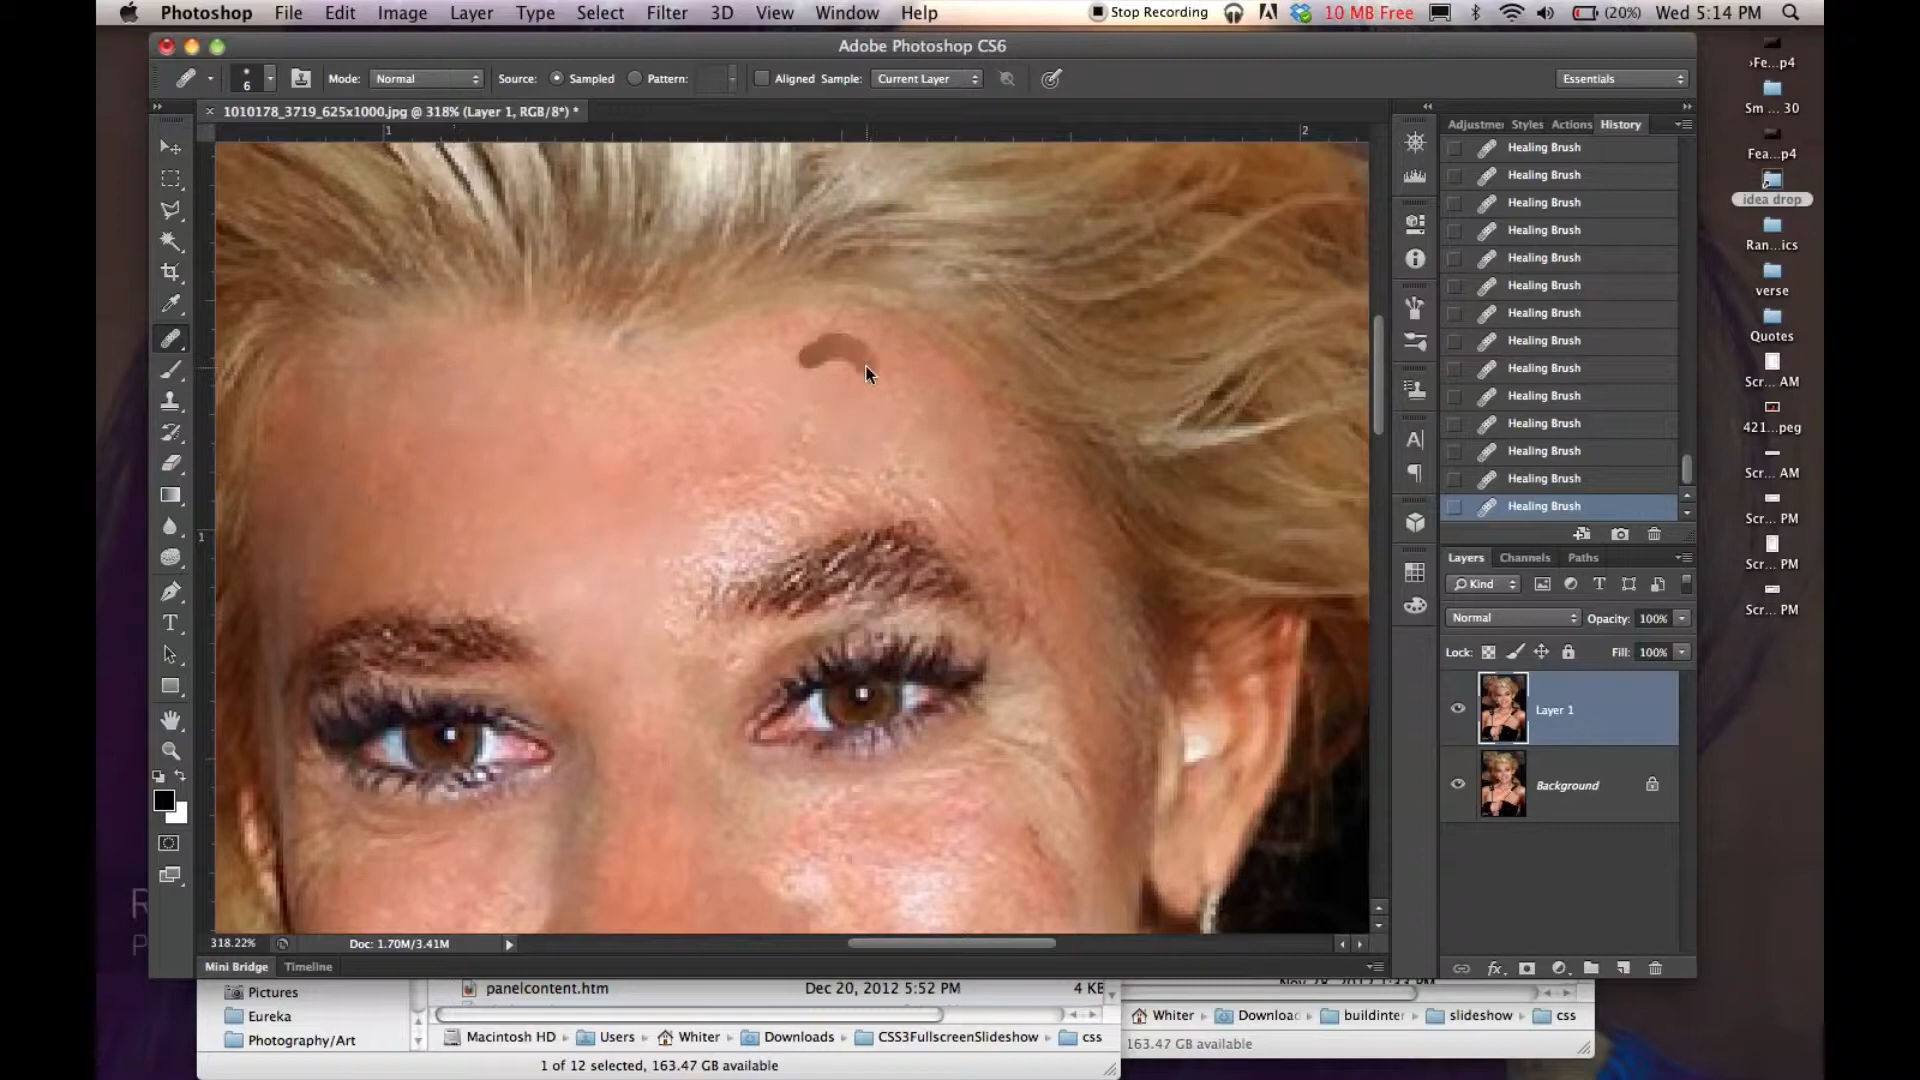 Photoshop File Edit Image Layer Type Select Filter 3D View Window Help Stop Recording 10 MB Free (20%) Wed 5:14 PM
Adobe Photoshop CS6
6 Mode: Normal Source: Sampled Pattern: Aligned Sample: Current Layer Essentials
1010178_3719_625x1000.jpg @ 318% (Layer 1, RGB/8*) *
Adjustmer Styles Actions History
1 2
1
Healing Brush
Healing Brush
Healing Brush
Healing Brush
Healing Brush
Healing Brush
Healing Brush
Healing Brush
Healing Brush
Healing Brush
Healing Brush
Healing Brush
Healing Brush
Healing Brush
Layers Channels Paths
Kind
Normal Opacity: 100%
Lock: Fill: 100%
Layer 1
Background
›Fe...p4
Sm ... 30
Fea...p4
idea drop
Ran...ics
verse
Quotes
Scr... AM
421...peg
Scr... AM
Scr... PM
Scr... PM
Scr... PM
318.22% Doc: 1.70M/3.41M
Mini Bridge Timeline
Pictures
Eureka
Photography/Art
panelcontent.htm Dec 20, 2012 5:52 PM 4 KB
Macintosh HD Users Whiter Downloads CSS3FullscreenSlideshow css
1 of 12 selected, 163.47 GB available
Whiter Downloac buildinter slideshow css
163.47 GB available